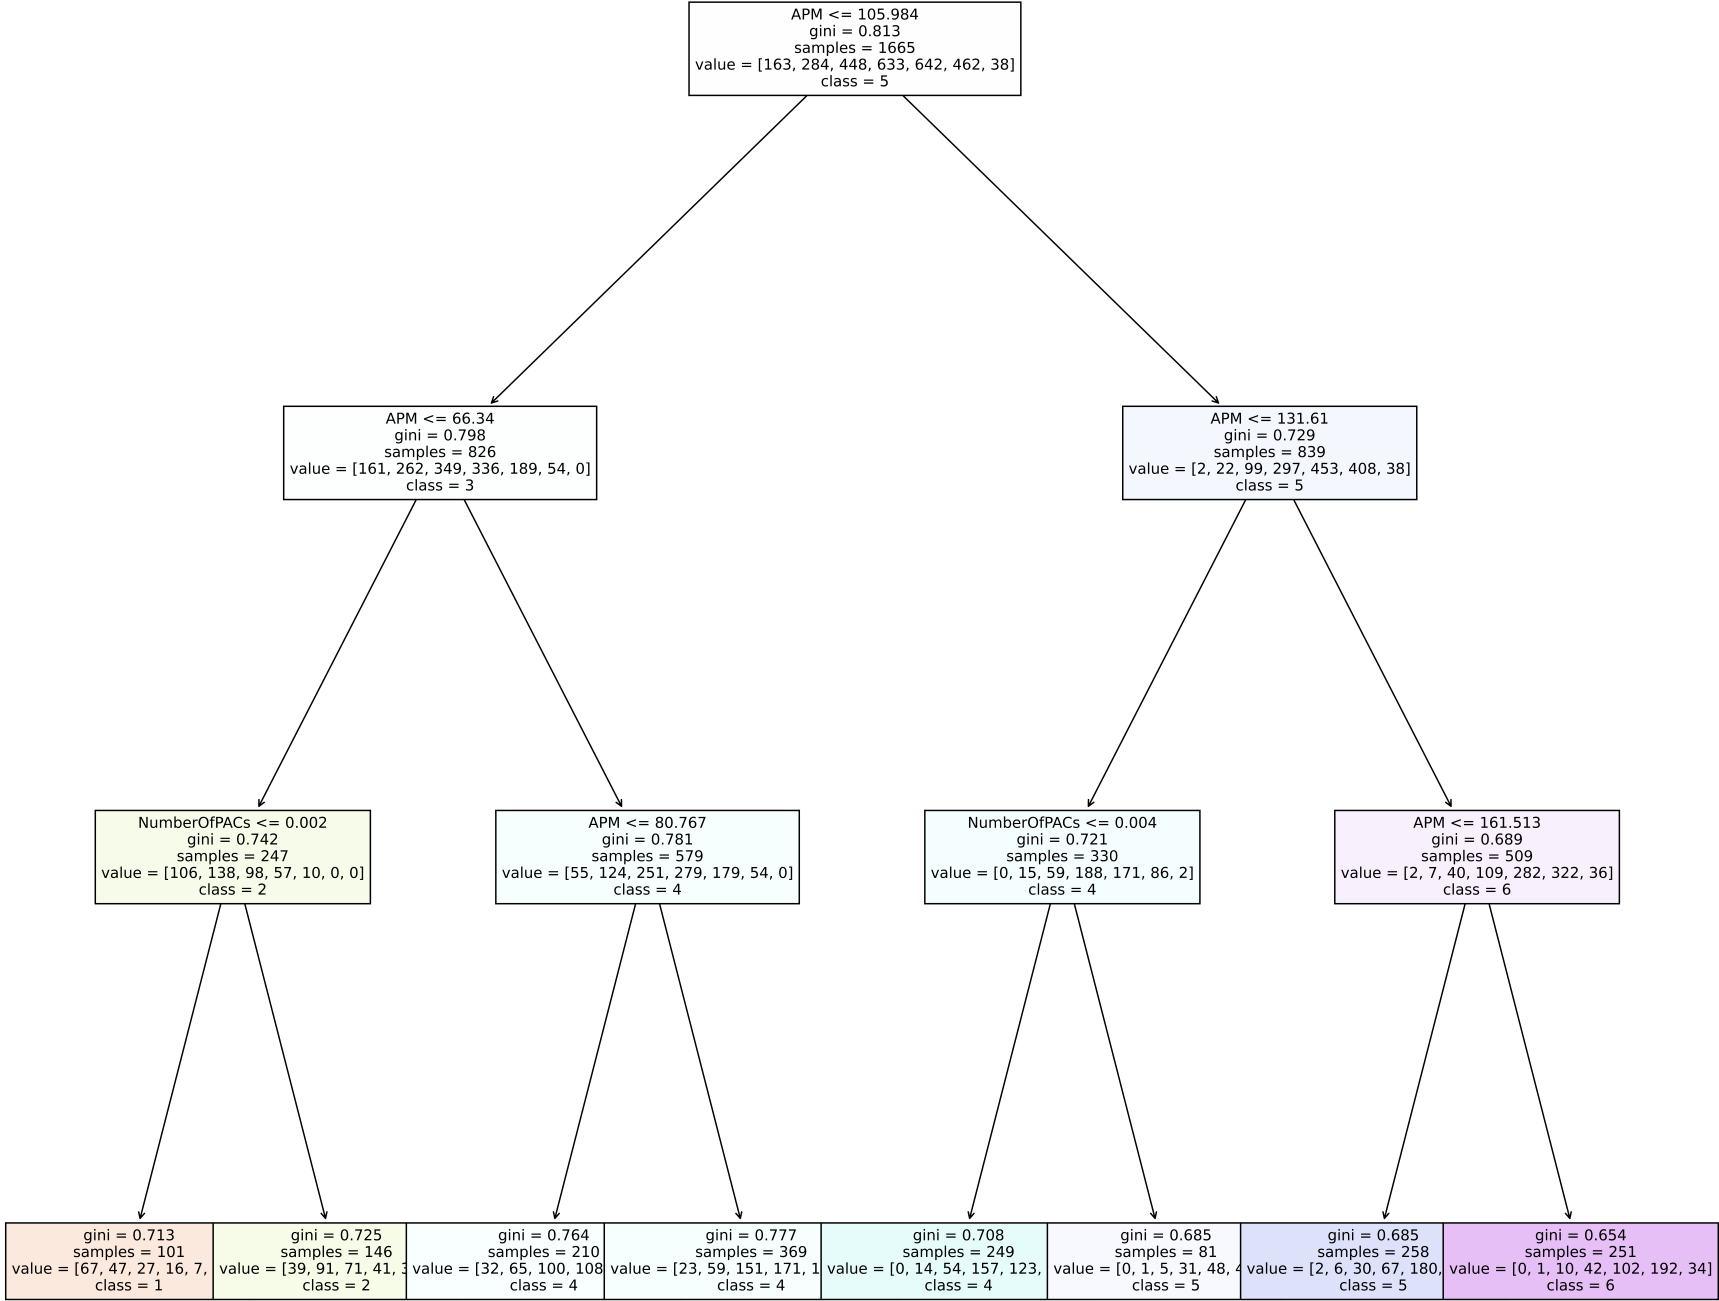 APM <= 105.984
gini = 0.813
samples = 1665
value = [163, 284, 448, 633, 642, 462, 38]
class = 5
APM <= 66.34
gini = 0.798
samples = 826
value = [161, 262, 349, 336, 189, 54, 0]
class = 3
APM <= 131.61
gini = 0.729
samples = 839
value = [2, 22, 99, 297, 453, 408, 38]
class = 5
NumberOfPACs <= 0.002
gini = 0.742
samples = 247
value = [106, 138, 98, 57, 10, 0, 0]
class = 2
APM <= 80.767
gini = 0.781
samples = 579
value = [55, 124, 251, 279, 179, 54, 0]
class = 4
NumberOfPACs <= 0.004
gini = 0.721
samples = 330
value = [0, 15, 59, 188, 171, 86, 2]
class = 4
APM <= 161.513
gini = 0.689
samples = 509
value = [2, 7, 40, 109, 282, 322, 36]
class = 6
gini = 0.713
samples = 101
value = [67, 47, 27, 16, 7,
class = 1
gini = 0.725
samples = 146
value = [39, 91, 71, 41,
class = 2
gini = 0.764
samples = 210
value = [32, 65, 100, 108
class = 4
gini = 0.777
samples = 369
value = [23, 59, 151, 171, 1
class = 4
gini = 0.708
samples = 249
value = [0, 14, 54, 157, 123,
class = 4
gini = 0.685
samples = 81
value = [0, 1, 5, 31, 48,
class = 5
gini = 0.685
samples = 258
value = [2, 6, 30, 67, 180,
class = 5
gini = 0.654
samples = 251
value = [0, 1, 10, 42, 102, 192, 34]
class = 6